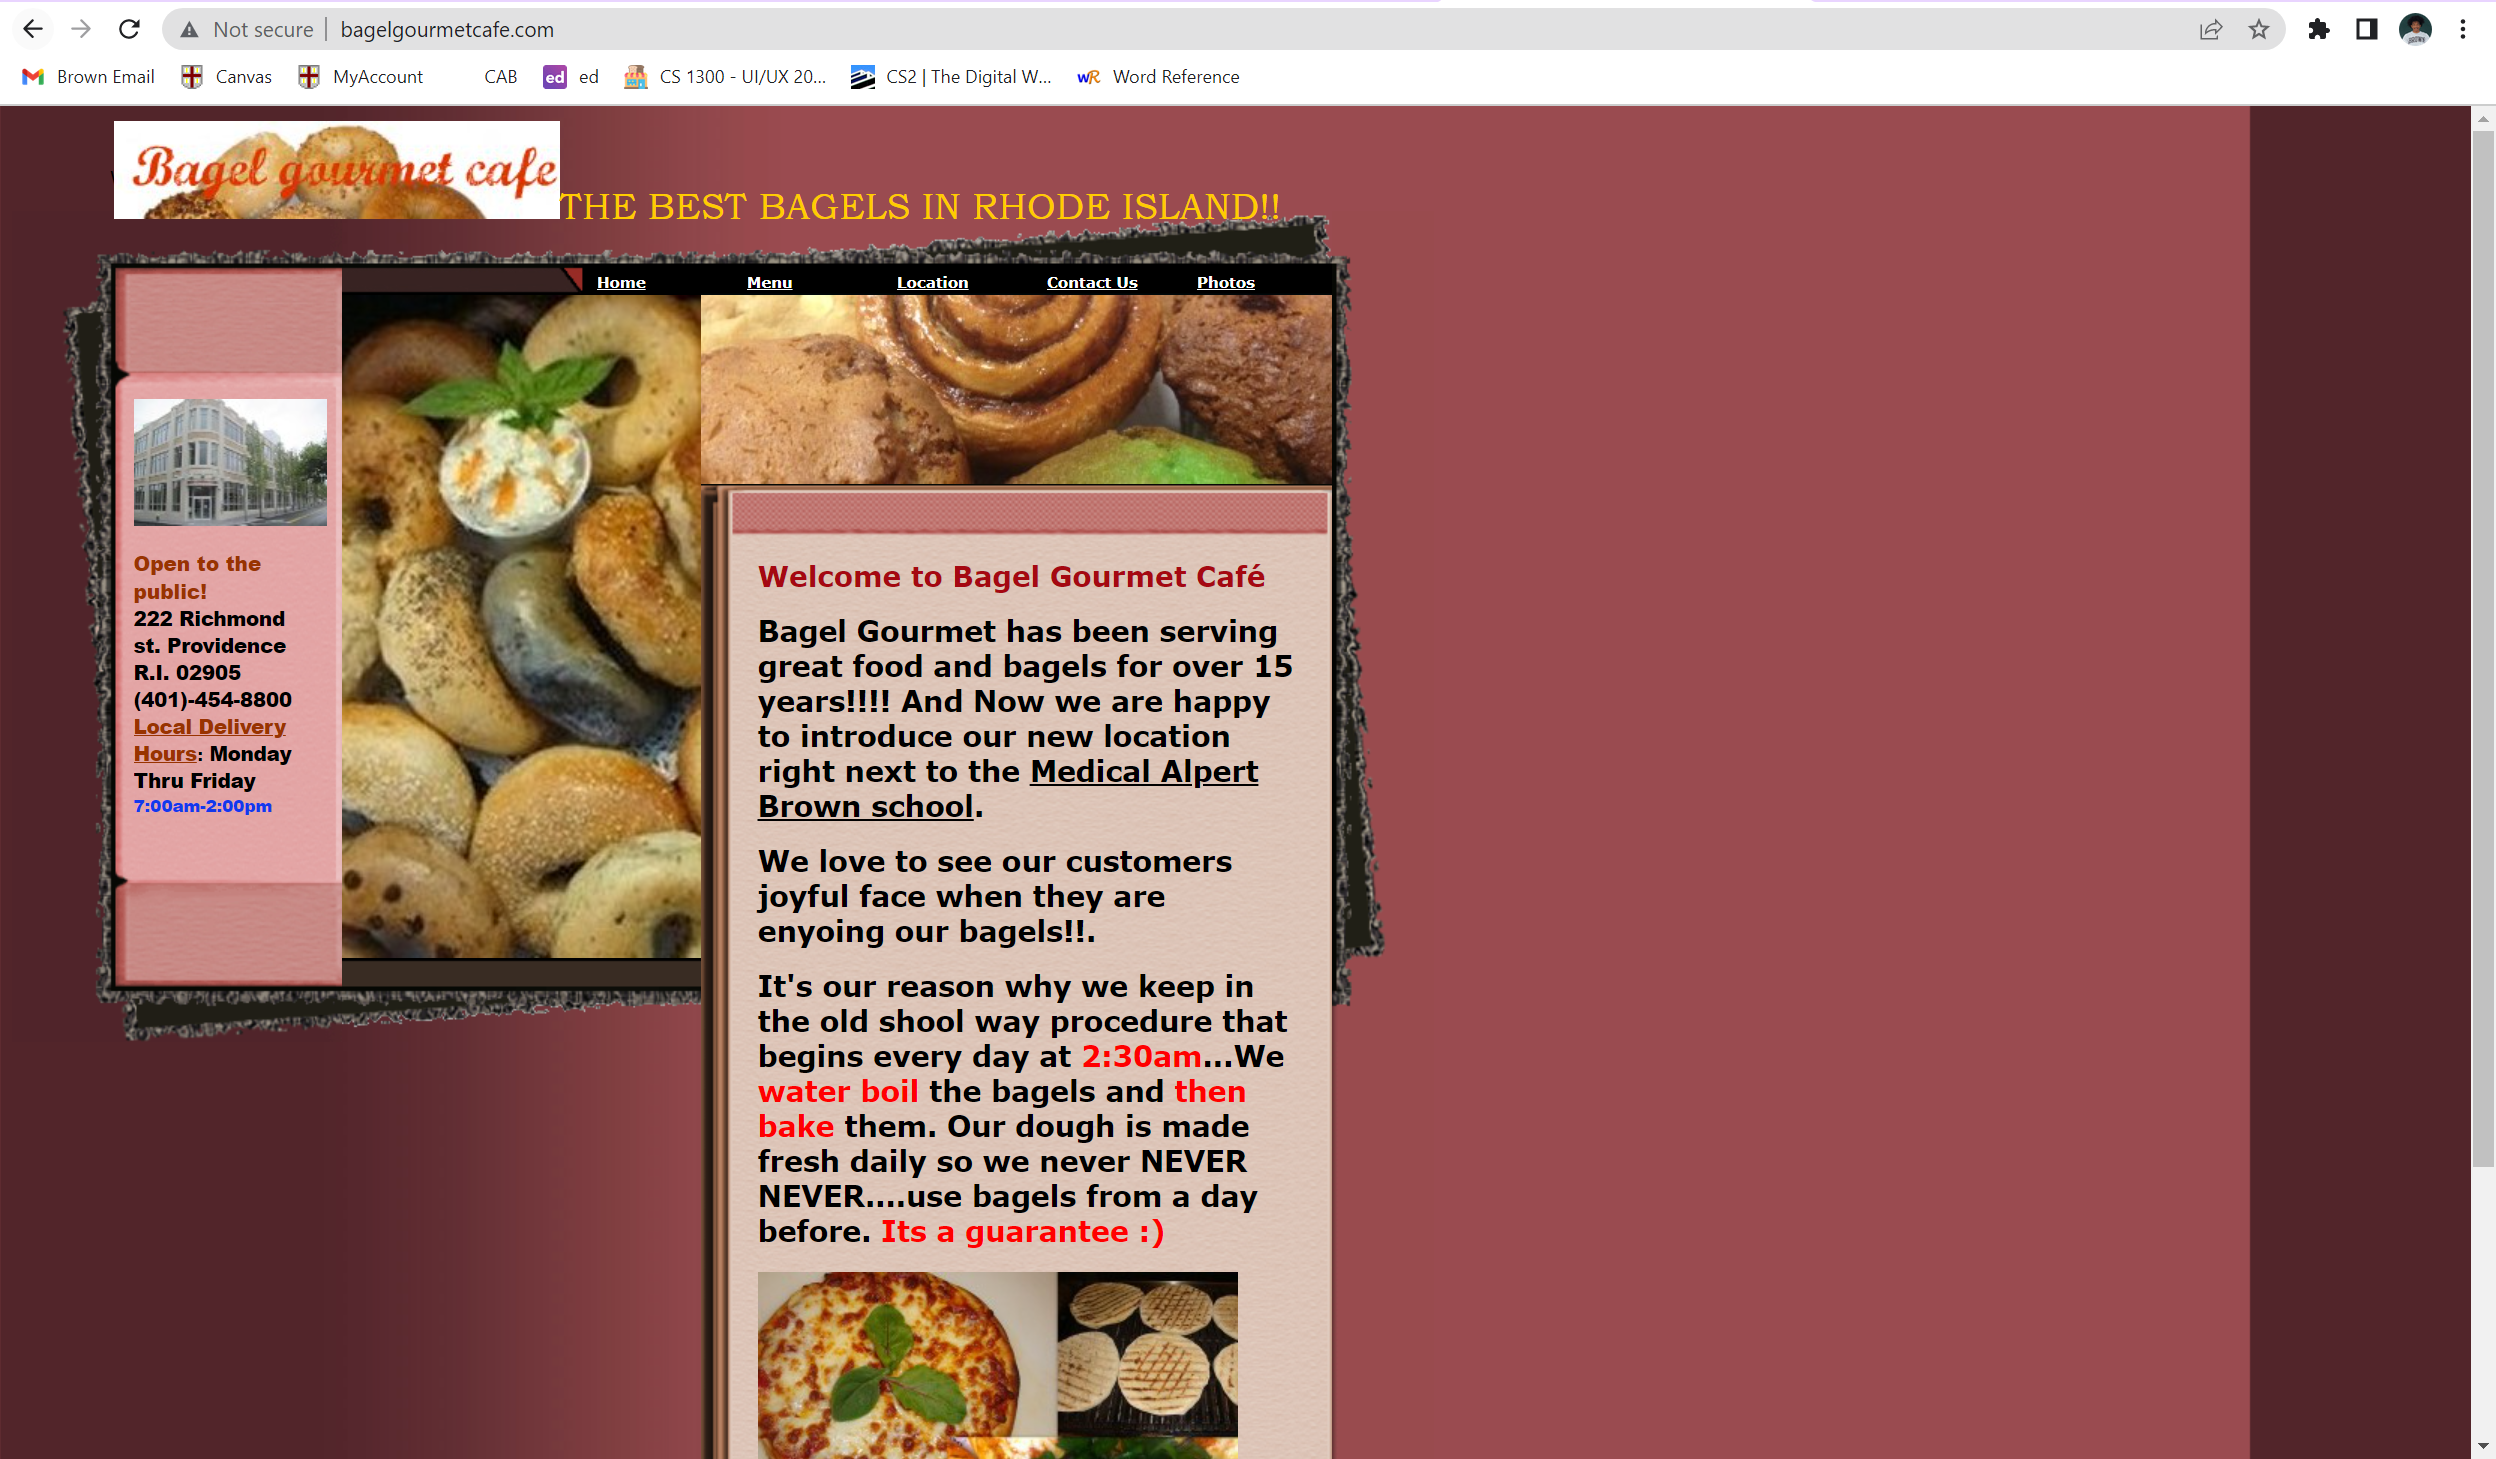 Not secure | bagelgourmetcafe.com
Brown Email Canvas MyAccount CAB ed ed CS 1300 - UI/UX 20... CS2 | The Digital W... wR Word Reference
Bagel gourmet cafe
THE BEST BAGELS IN RHODE ISLAND!!
Home Menu Location Contact Us Photos
Open to the
public!
222 Richmond
st. Providence
R.I. 02905
(401)-454-8800
Local Delivery
Hours: Monday
Thru Friday
7:00am-2:00pm
Welcome to Bagel Gourmet Café
Bagel Gourmet has been serving
great food and bagels for over 15
years!!!! And Now we are happy
to introduce our new location
right next to the Medical Alpert
Brown school.
We love to see our customers
joyful face when they are
enyoing our bagels!!.
It's our reason why we keep in
the old shool way procedure that
begins every day at 2:30am...We
water boil the bagels and then
bake them. Our dough is made
fresh daily so we never NEVER
NEVER....use bagels from a day
before. Its a guarantee :)